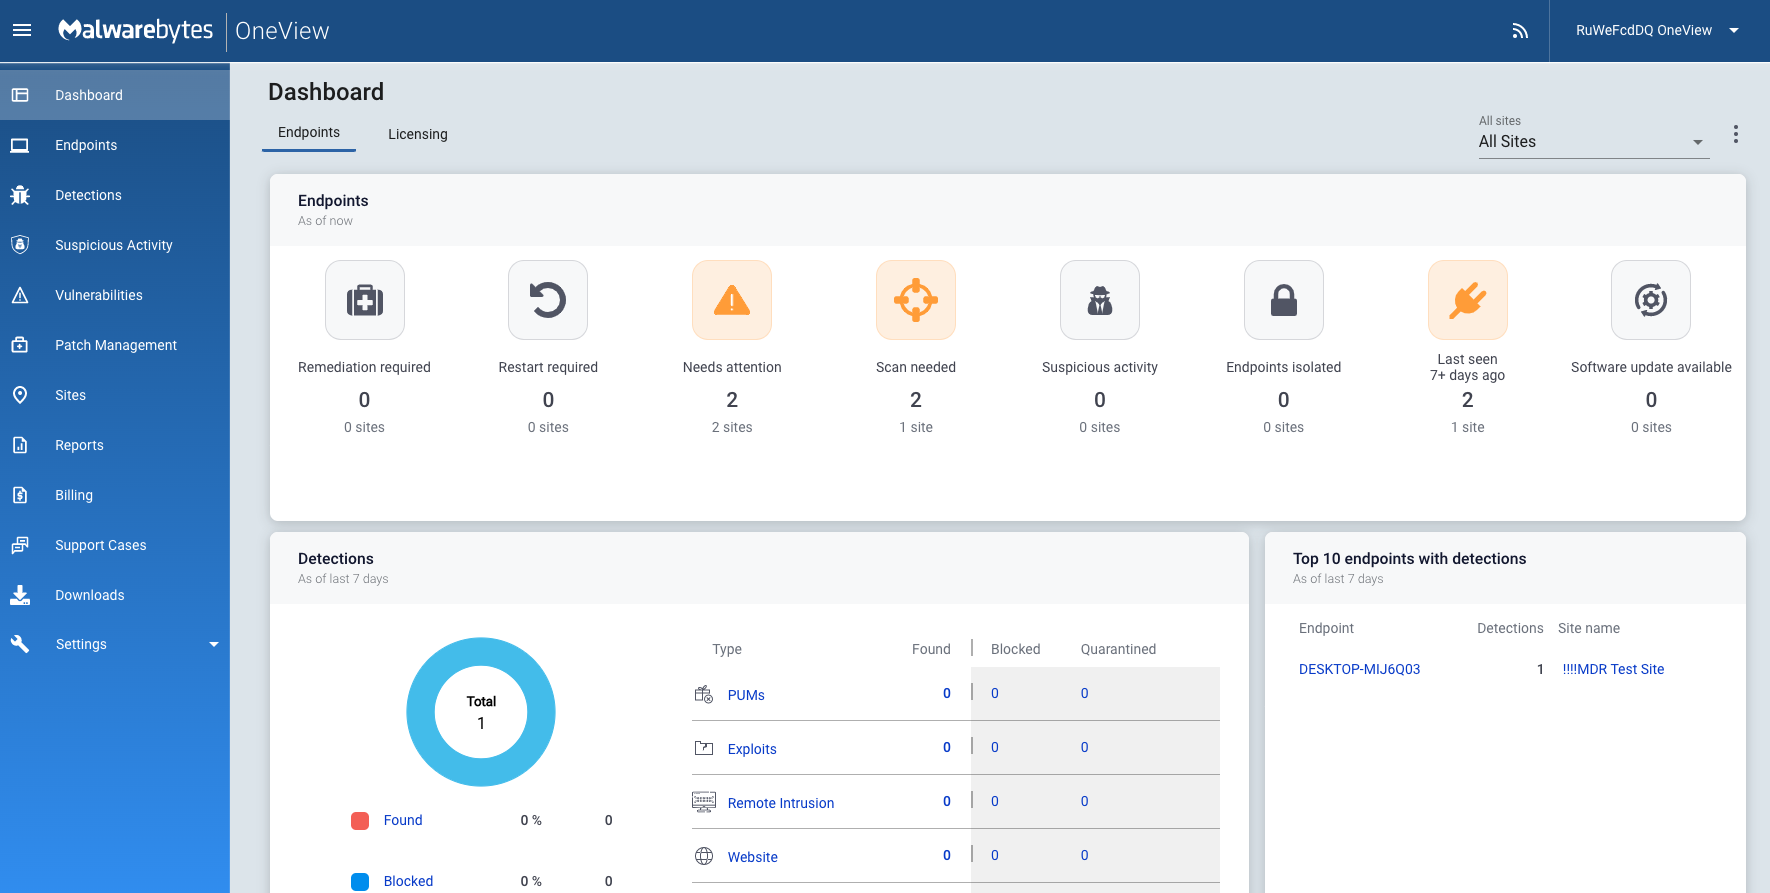 Malwarebytes | OneView
RuWeFcdDQ OneView
Dashboard
Endpoints
Detections
Suspicious Activity
Vulnerabilities
Patch Management
Sites
Reports
Billing
Support Cases
Downloads
Settings
Dashboard
Endpoints
Licensing
All sites
All Sites
Endpoints
As of now
Remediation required
0
0 sites
Restart required
0
0 sites
Needs attention
2
2 sites
Scan needed
2
1 site
Suspicious activity
0
0 sites
Endpoints isolated
0
0 sites
Last seen
7+ days ago
2
1 site
Software update available
0
0 sites
Detections
As of last 7 days
Total
1
Found 0 % 0
Blocked 0 % 0
Type Found Blocked Quarantined
PUMs 0 0 0
Exploits 0 0 0
Remote Intrusion 0 0 0
Website 0 0 0
Top 10 endpoints with detections
As of last 7 days
Endpoint Detections Site name
DESKTOP-MIJ6Q03 1 !!!!MDR Test Site